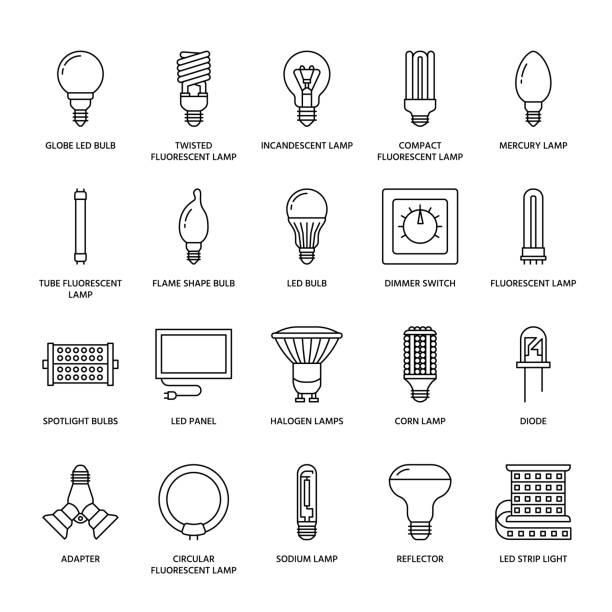 GLOBE LED BULB
TWISTED
FLUORESCENT LAMP
INCANDESCENT LAMP
COMPACT
FLUORESCENT LAMP
MERCURY LAMP
TUBE FLUORESCENT
LAMP
FLAME SHAPE BULB
LED BULB
DIMMER SWITCH
FLUORESCENT LAMP
SPOTLIGHT BULBS
LED PANEL
HALOGEN LAMPS
CORN LAMP
DIODE
ADAPTER
CIRCULAR
FLUORESCENT LAMP
SODIUM LAMP
REFLECTOR
LED STRIP LIGHT